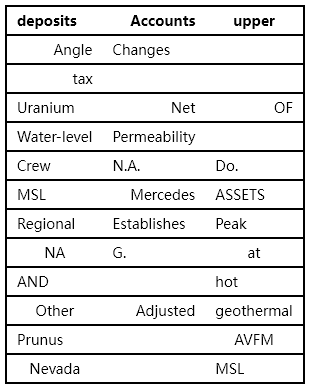 deposits Accounts upper
Angle Changes
tax
Uranium Net OF
Water-level Permeability
Crew N.A. Do.
MSL Mercedes ASSETS
Regional Establishes Peak
NA G. at
AND hot
Other Adjusted geothermal
Prunus AVFM
Nevada MSL